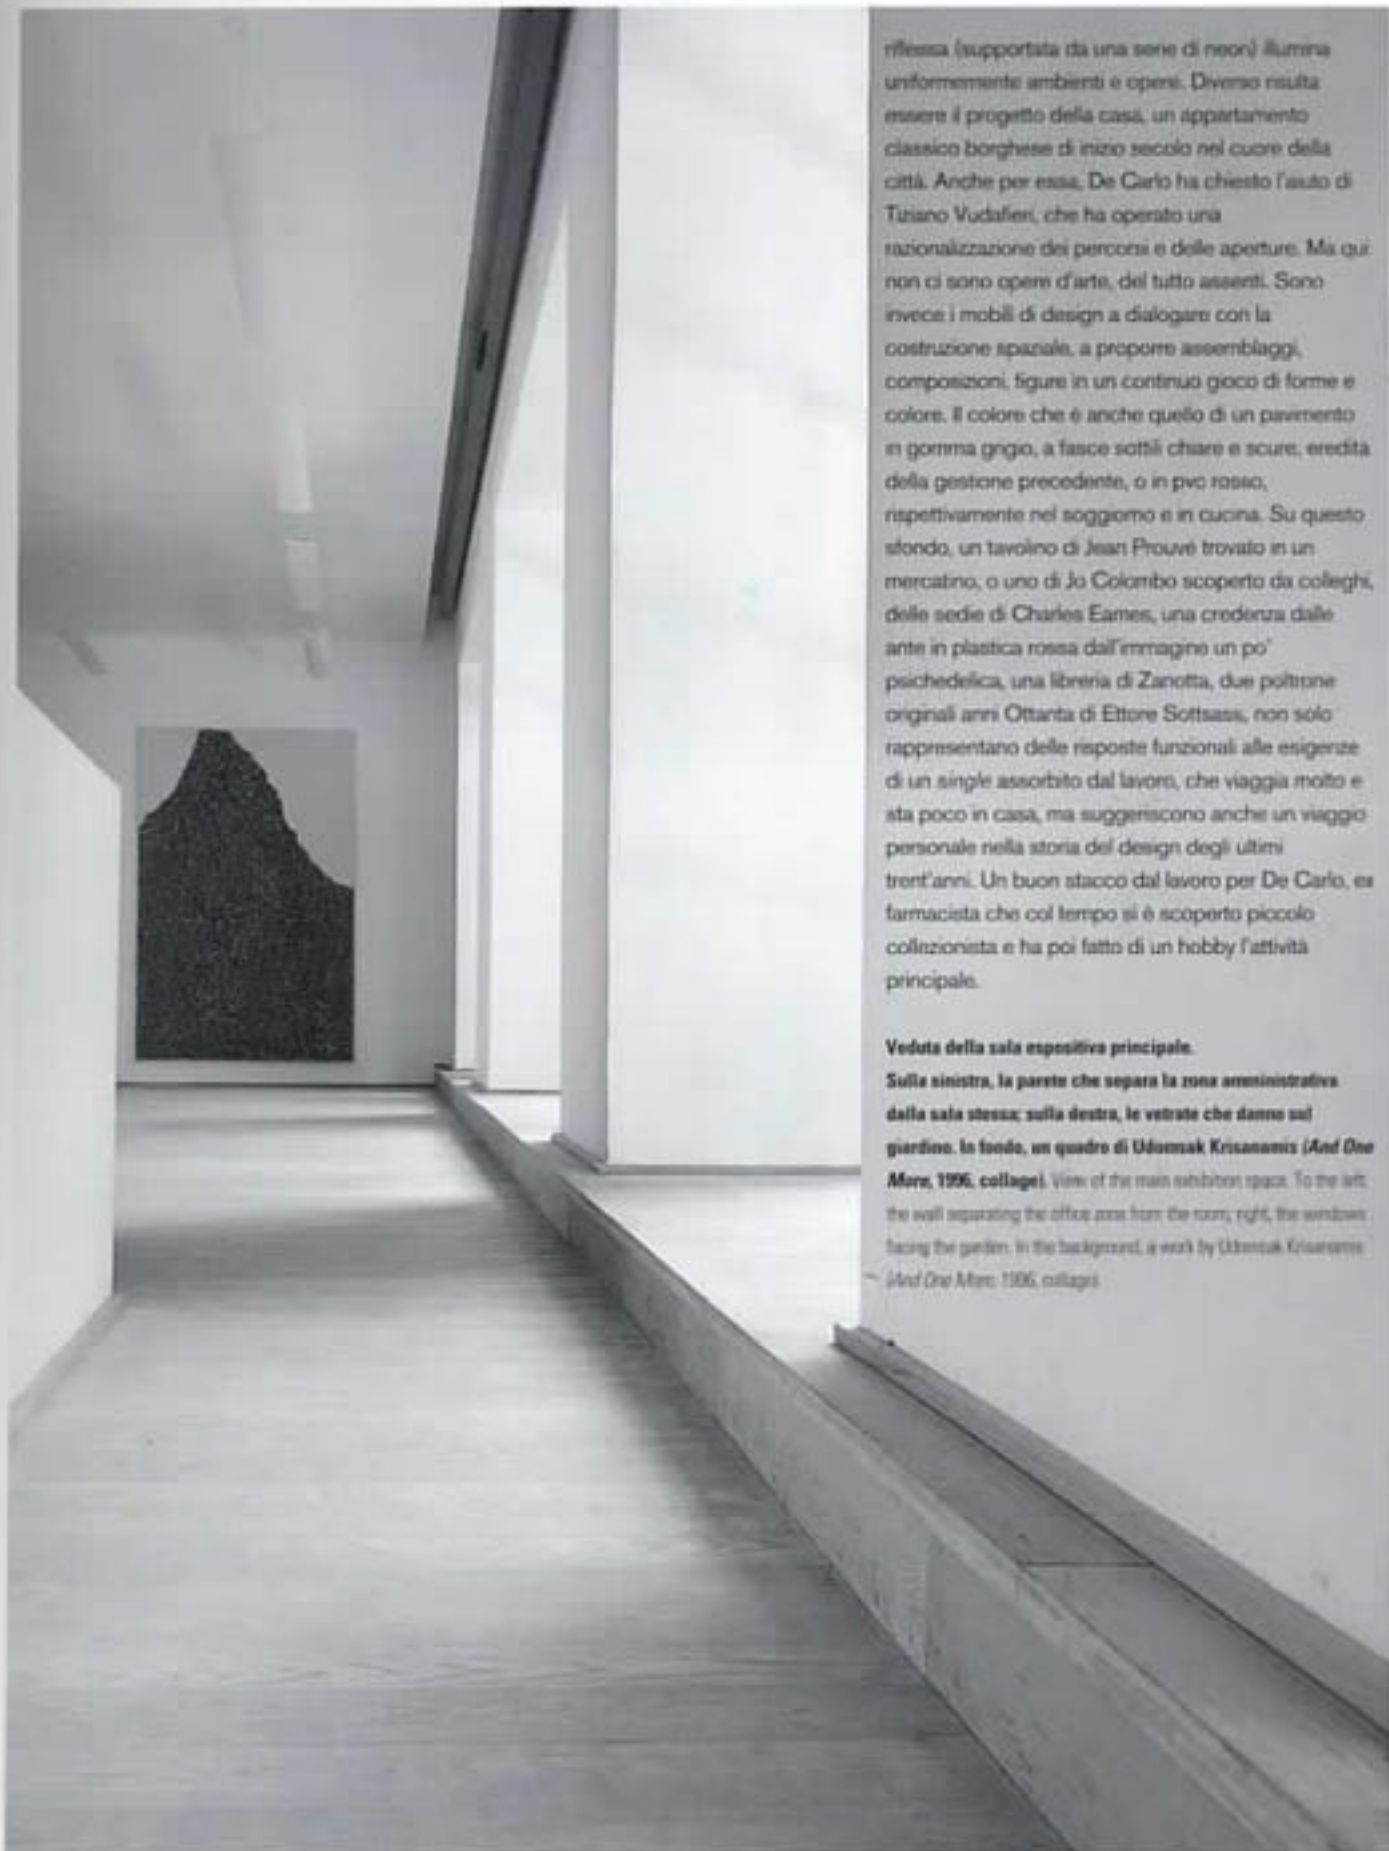 riflessa (supportata da una serie di neon) illumina
uniformemente ambienti e opere. Diverso risulta
essere il progetto della casa, un appartamento
classico borghese di inizio secolo nel cuore della
città. Anche per essa, De Carlo ha chiesto l'aiuto di
Tiziano Vudafieri, che ha operato una
razionalizzazione dei percorsi e delle aperture. Ma qui
non ci sono opere d'arte, del tutto assenti. Sono
invece i mobili di design a dialogare con la
costruzione spaziale, a proporre assemblaggi,
composizioni, figure in un continuo gioco di forme e
colore. Il colore che è anche quello di un pavimento
in gomma grigio, a fasce sottili chiare e scure, eredità
della gestione precedente, o in pvc rosso,
rispettivamente nel soggiorno e in cucina. Su questo
sfondo, un tavolino di Jean Prouvé trovato in un
mercatino, o uno di Jo Colombo scoperto da colleghi,
delle sedie di Charles Eames, una credenza dalle
ante in plastica rossa dall'immagine un po'
psichedelica, una libreria di Zanotta, due poltrone
originali anni Ottanta di Ettore Sottsass, non solo
rappresentano delle risposte funzionali alle esigenze
di un single assorbito dal lavoro, che viaggia molto e
sta poco in casa, ma suggeriscono anche un viaggio
personale nella storia del design degli ultimi
trent'anni. Un buon stacco dal lavoro per De Carlo, ex
farmacista che col tempo si è scoperto piccolo
collezionista e ha poi fatto di un hobby l'attività
principale.
Veduta della sala espositiva principale.
Sulla sinistra, la parete che separa la zona amministrativa
dalla sala stessa; sulla destra, le vetrate che danno sul
giardino. In fondo, un quadro di Udomsak Krisanamis (And One
More, 1996, collage). View of the main exhibition space. To the left,
the wall separating the office zone from the room; right, the windows
facing the garden. In the background, a work by Udomsak Krisanamis
(And One More, 1996, collage).